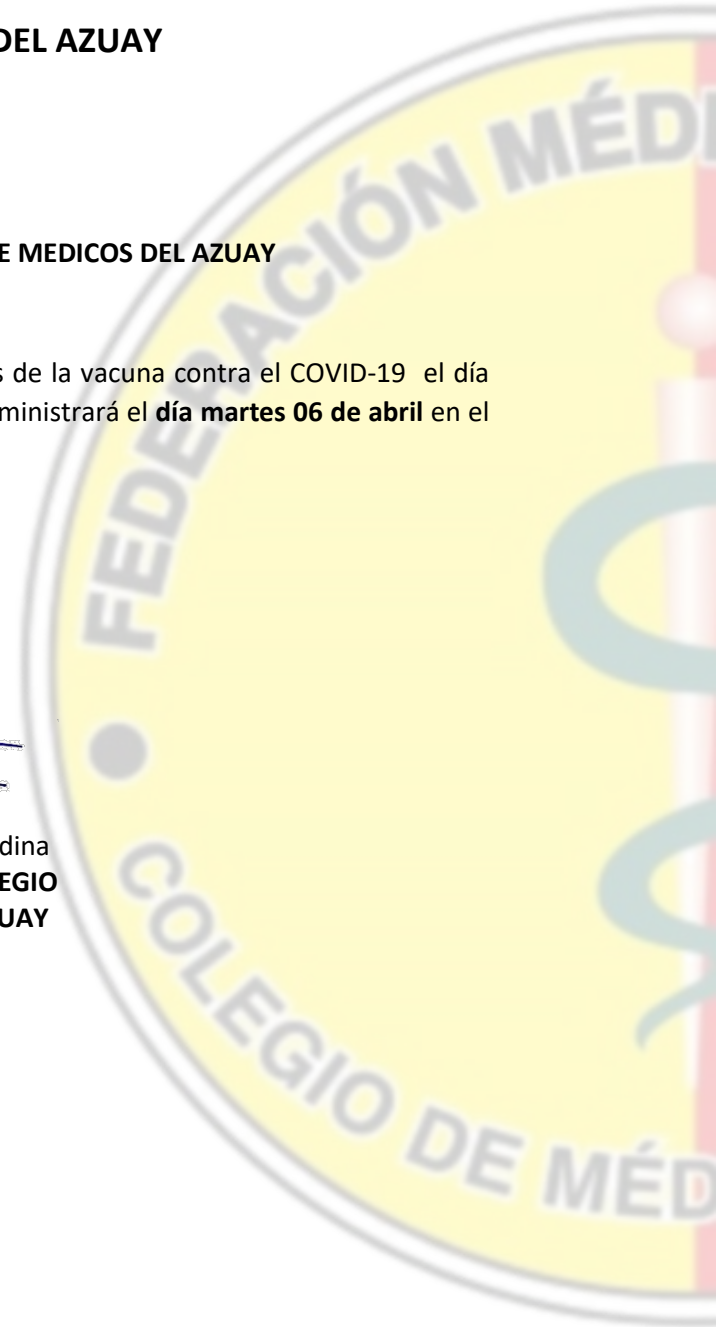 DEL AZUAY
E MEDICOS DEL AZUAY
s de la vacuna contra el COVID-19 el día
ministrará el día martes 06 de abril en el
dina
EGIO
UAY
FEDERACIÓN MÉDI
COLEGIO DE MÉD